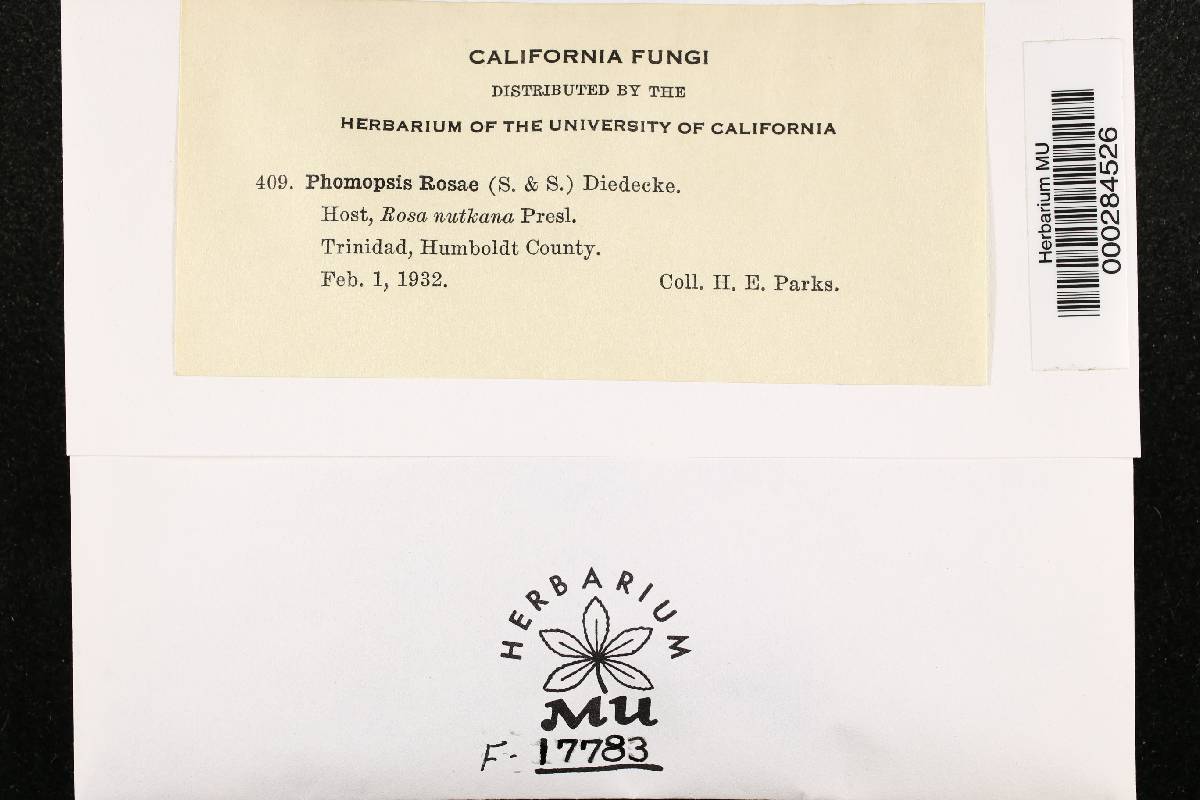 CALIFORNIA FUNGI
DISTRIBUTED BY THE
HERBARIUM OF THE UNIVERSITY OF CALIFORNIA
409. Phomopsis Rosae (S. & S.) Diedecke.
Host, Rosa nutkana Presl.
Trinidad, Humboldt County.
Feb. 1, 1932. Coll. H. E. Parks.
Herbarium MU
000284526
HERBARIUM
MU
F- 17783